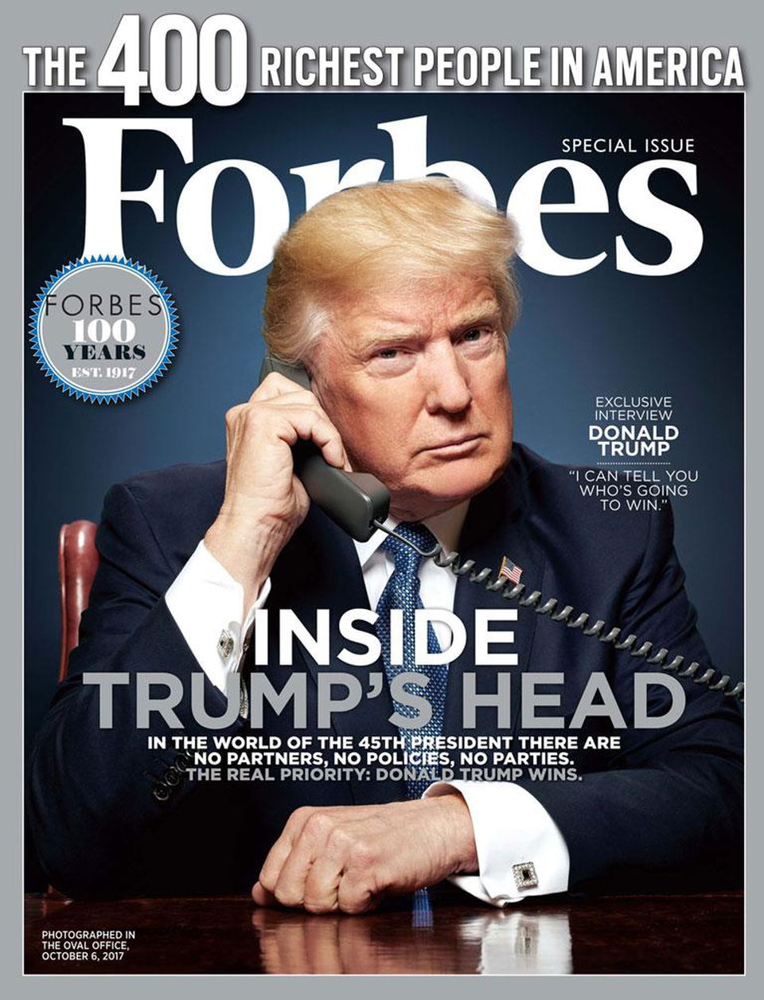 THE 400 RICHEST PEOPLE IN AMERICA
SPECIAL ISSUE
Forbes
FORBES
100
YEARS
EST. 1917
EXCLUSIVE
INTERVIEW
DONALD
TRUMP
“I CAN TELL YOU
WHO’S GOING
TO WIN.”
INSIDE
TRUMP’S HEAD
IN THE WORLD OF THE 45TH PRESIDENT THERE ARE
NO PARTNERS, NO POLICIES, NO PARTIES.
THE REAL PRIORITY: DONALD TRUMP WINS.
PHOTOGRAPHED IN
THE OVAL OFFICE,
OCTOBER 6, 2017